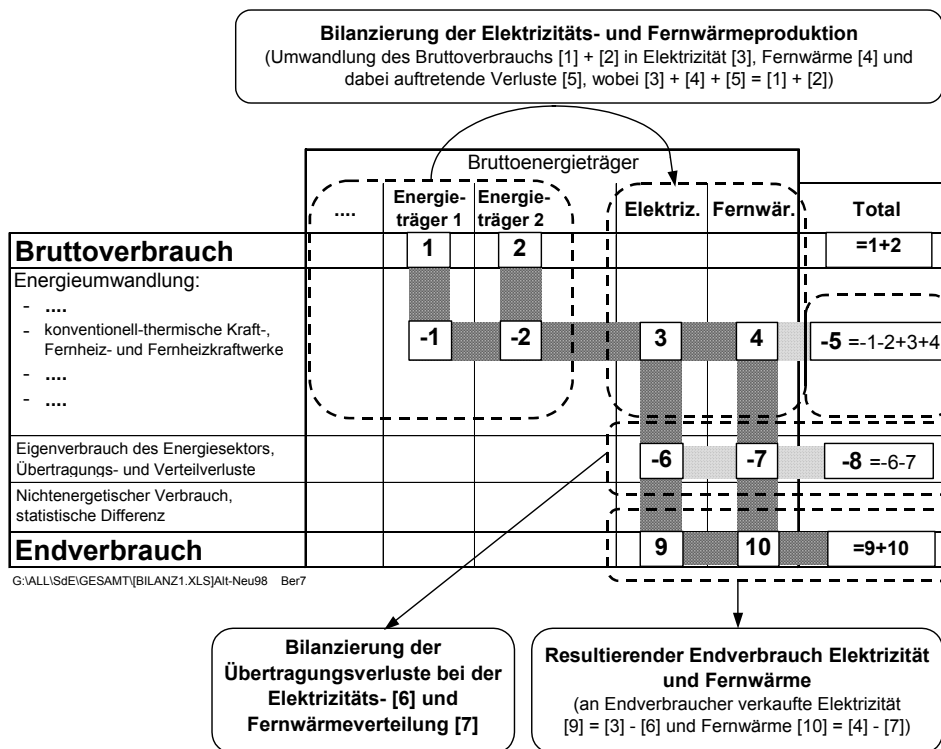 Bilanzierung der Elektrizitäts- und Fernwärmeproduktion
(Umwandlung des Bruttoverbrauchs [1] + [2] in Elektrizität [3], Fernwärme [4] und
dabei auftretende Verluste [5], wobei [3] + [4] + [5] = [1] + [2])
Bruttoenergieträger
.... Energie- Energie- Elektriz. Fernwär. Total
träger 1 träger 2
Bruttoverbrauch 1 2 =1+2
Energieumwandlung:
- ....
- konventionell-thermische Kraft-, -1 -2 3 4 -5 =-1-2+3+4
Fernheiz- und Fernheizkraftwerke
- ....
- ....
Eigenverbrauch des Energiesektors, -6 -7 -8 =-6-7
Übertragungs- und Verteilverluste
Nichtenergetischer Verbrauch,
statistische Differenz
Endverbrauch 9 10 =9+10
G:\ALL\SdE\GESAMT\[BILANZ1.XLS]Alt-Neu98 Ber7
Bilanzierung der
Übertragungsverluste bei der
Elektrizitäts- [6] und
Fernwärmeverteilung [7]
Resultierender Endverbrauch Elektrizität
und Fernwärme
(an Endverbraucher verkaufte Elektrizität
[9] = [3] - [6] und Fernwärme [10] = [4] - [7])